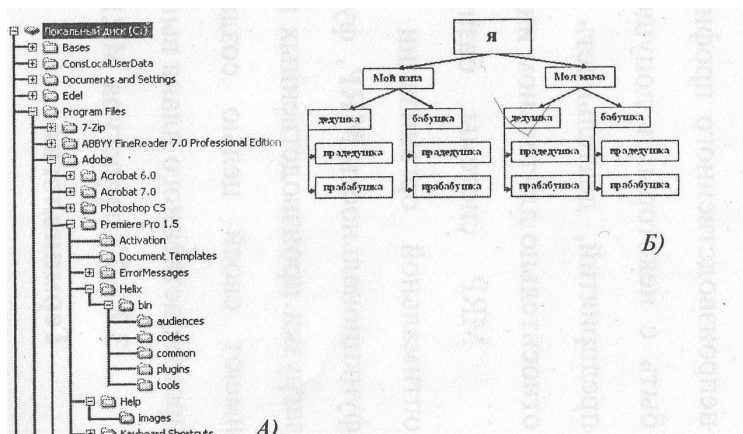 Локальный диск (C:)
Bases
ConsLocalUserData
Documents and Settings
Edel
Program Files
7-Zip
ABBYY FineReader 7.0 Professional Edition
Adobe
Acrobat 6.0
Acrobat 7.0
Photoshop CS
Premiere Pro 1.5
Activation
Document Templates
ErrorMessages
Helix
bin
audiences
codecs
common
plugins
tools
Help
images
Keyboard Shortcuts
А)
Я
Мой папа
Моя мама
дедушка
бабушка
дедушка
бабушка
прадедушка
прадедушка
прадедушка
прадедушка
прабабушка
прабабушка
прабабушка
прабабушка
Б)